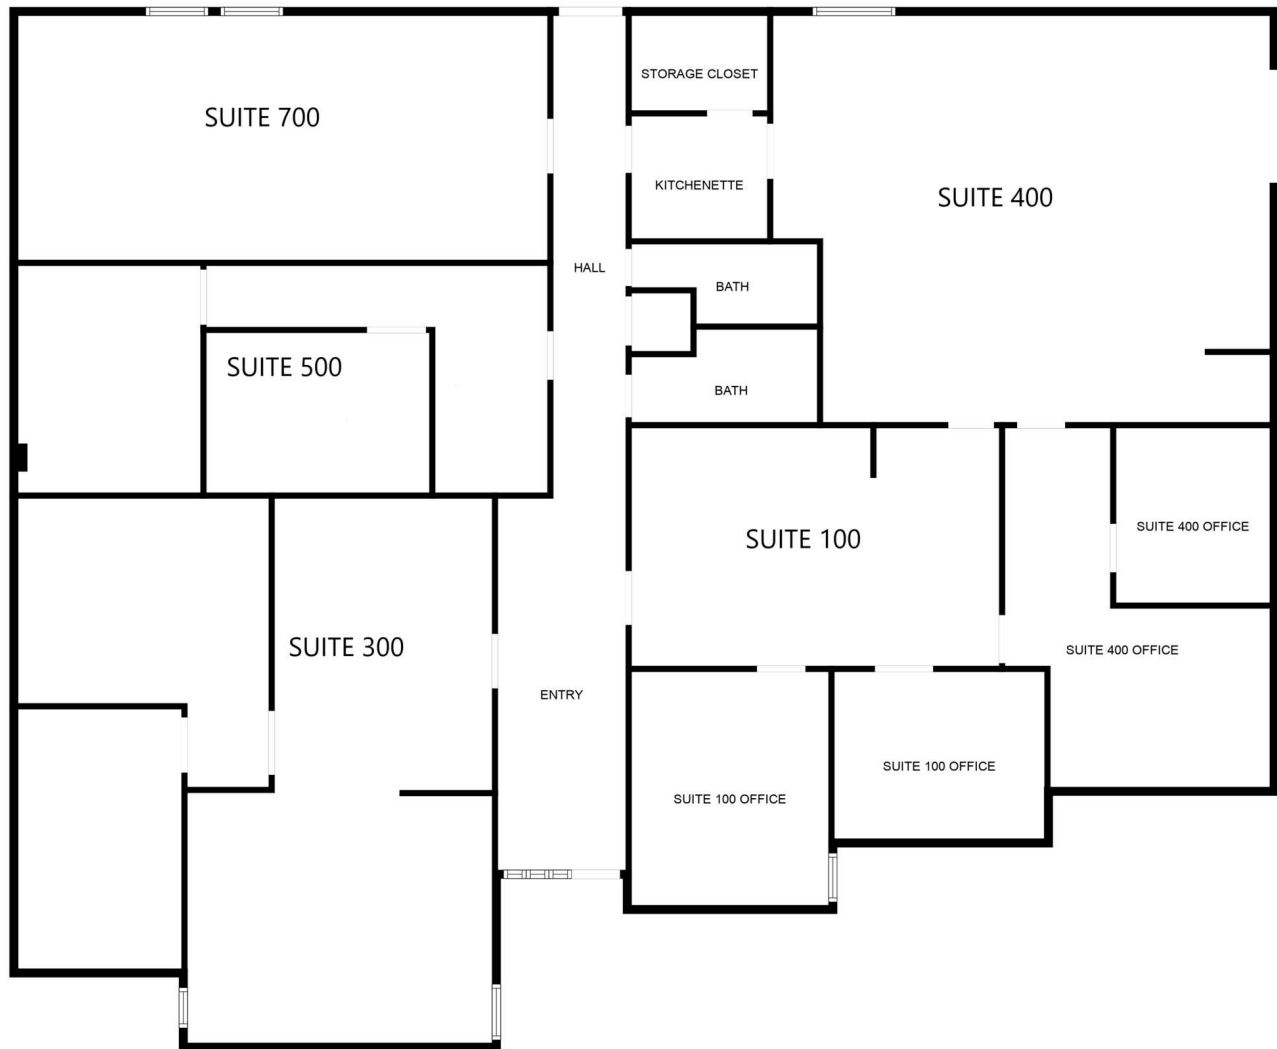 STORAGE CLOSET
SUITE 700
KITCHENETTE
SUITE 400
HALL
BATH
SUITE 500
BATH
SUITE 400 OFFICE
SUITE 100
SUITE 300
SUITE 400 OFFICE
ENTRY
SUITE 100 OFFICE
SUITE 100 OFFICE